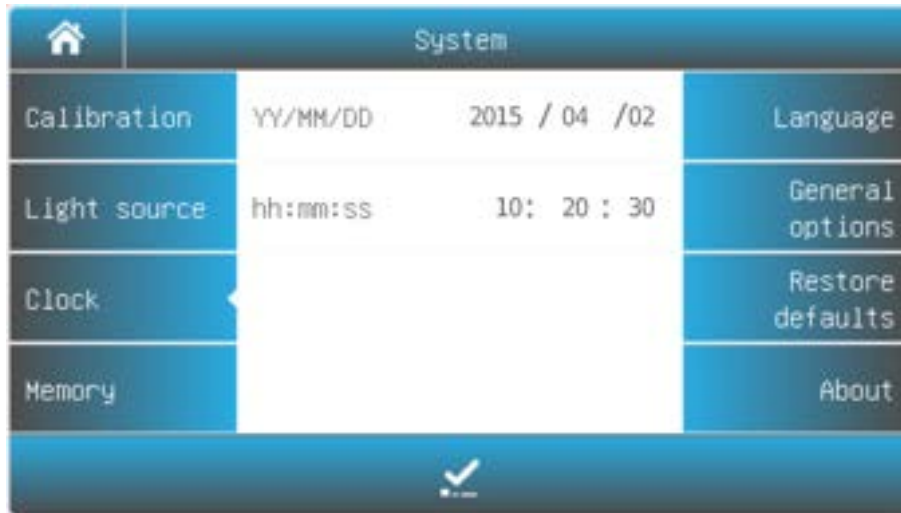 System
Calibration
YY/MM/DD 2015 / 04 /02
Language
Light source
hh:mm:ss 10: 20 : 30
General
options
Clock
Restore
defaults
Memory
About